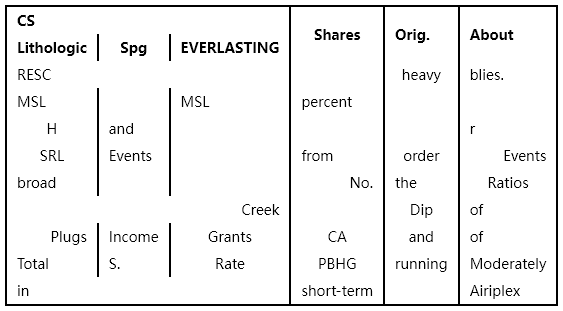 CS
Lithologic Spg EVERLASTING Shares Orig. About
RESC heavy blies.
MSL MSL percent
H and r
SRL Events from order Events
broad No. the Ratios
Creek Dip of
Plugs Income Grants CA and of
Total S. Rate PBHG running Moderately
in short-term Airiplex